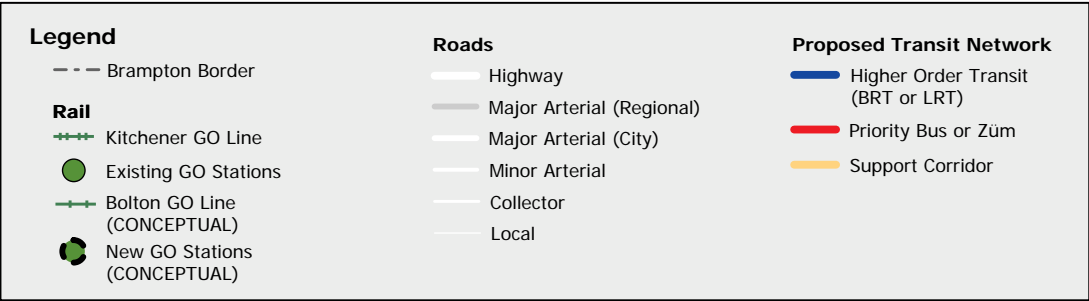 Legend
Brampton Border
Rail
Kitchener GO Line
Existing GO Stations
Bolton GO Line
(CONCEPTUAL)
New GO Stations
(CONCEPTUAL)
Roads
Highway
Major Arterial (Regional)
Major Arterial (City)
Minor Arterial
Collector
Local
Proposed Transit Network
Higher Order Transit
(BRT or LRT)
Priority Bus or Züm
Support Corridor